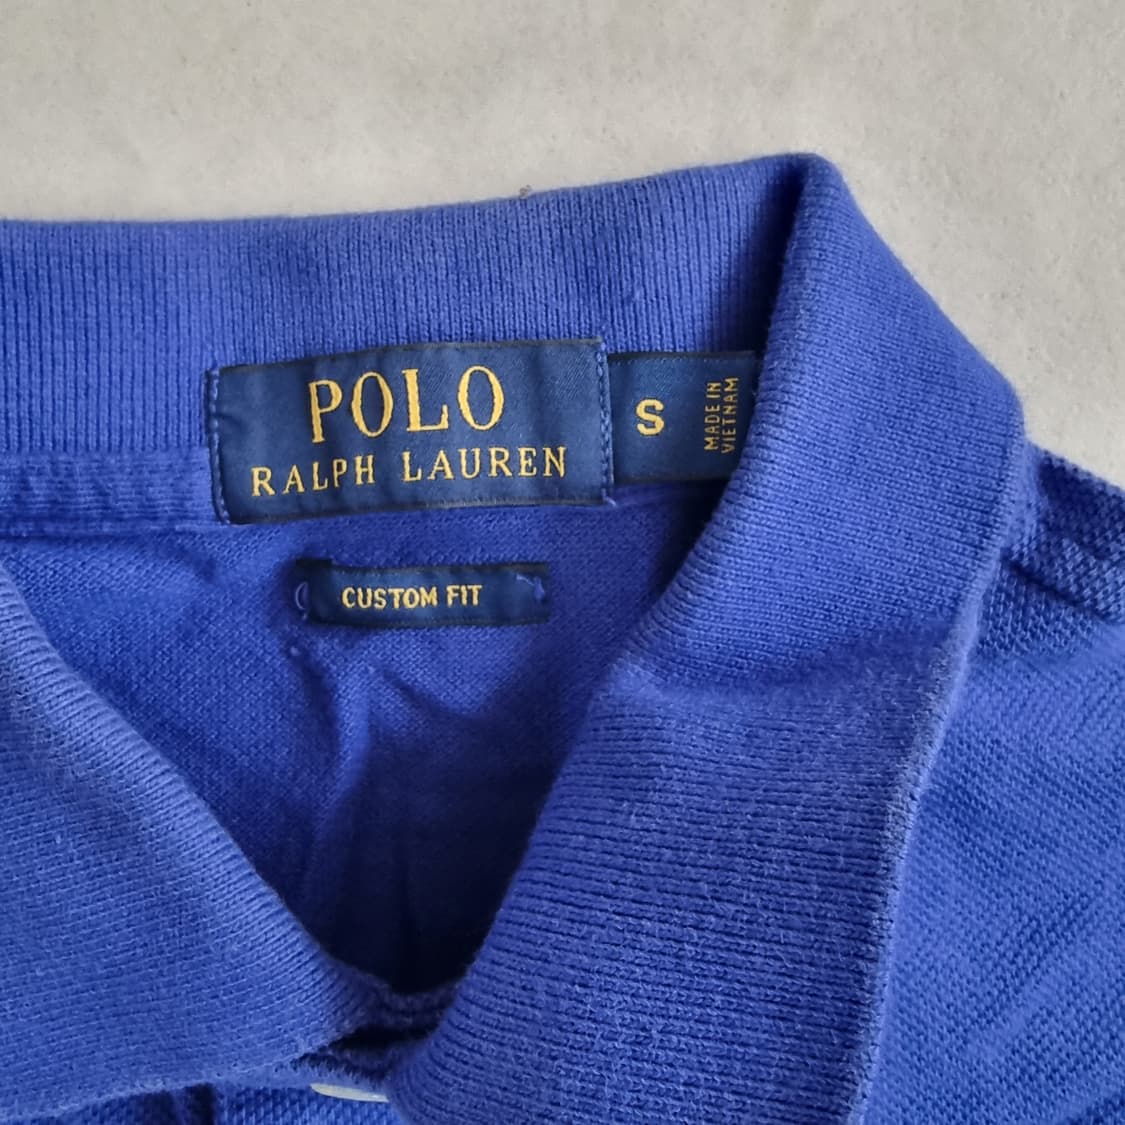 POLO
RALPH LAUREN
S
MADE IN
VIETNAM
CUSTOM FIT